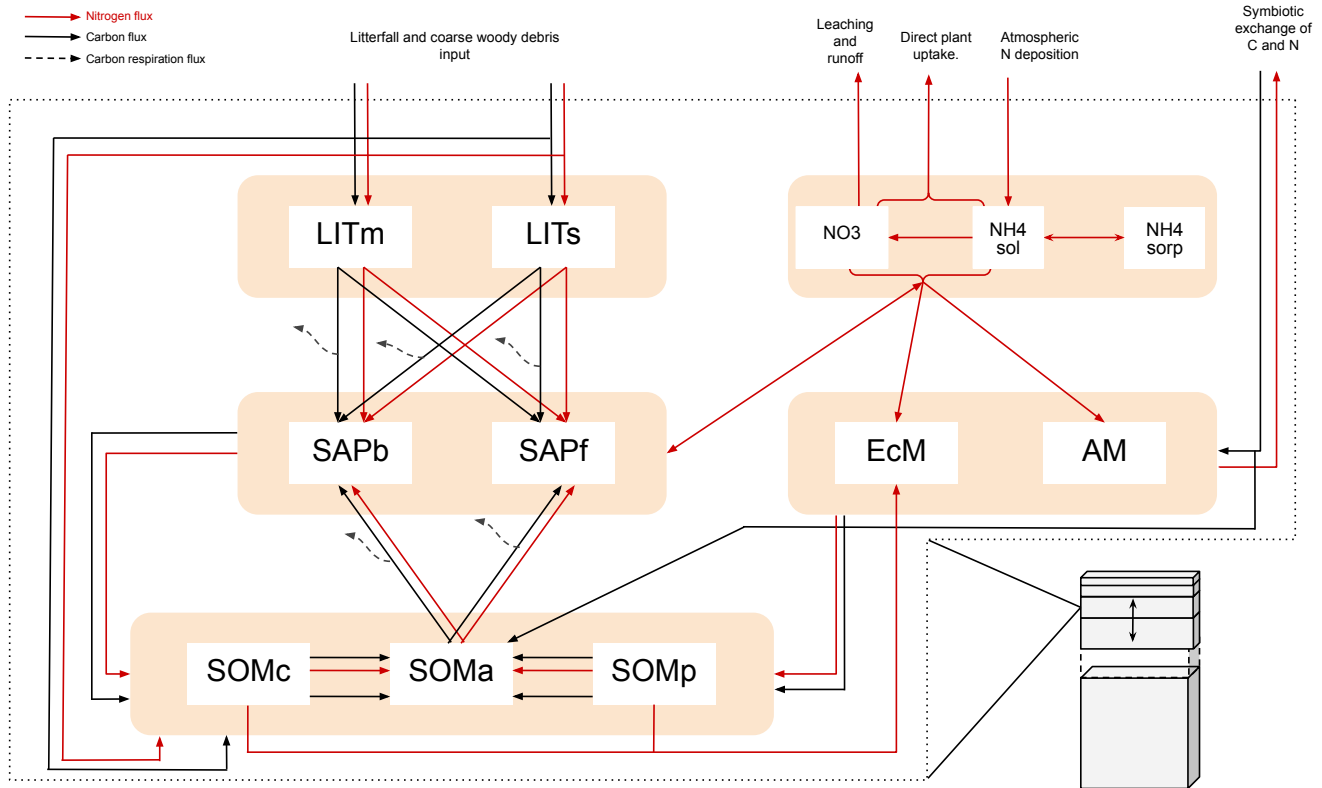 Nitrogen flux
Carbon flux
Carbon respiration flux
Litterfall and coarse woody debris
input
Leaching
and
runoff
Direct plant
uptake.
Atmospheric
N deposition
Symbiotic
exchange of
C and N
LITm
LITs
NO3
NH4
sol
NH4
sorp
SAPb
SAPf
EcM
AM
SOMc
SOMa
SOMp